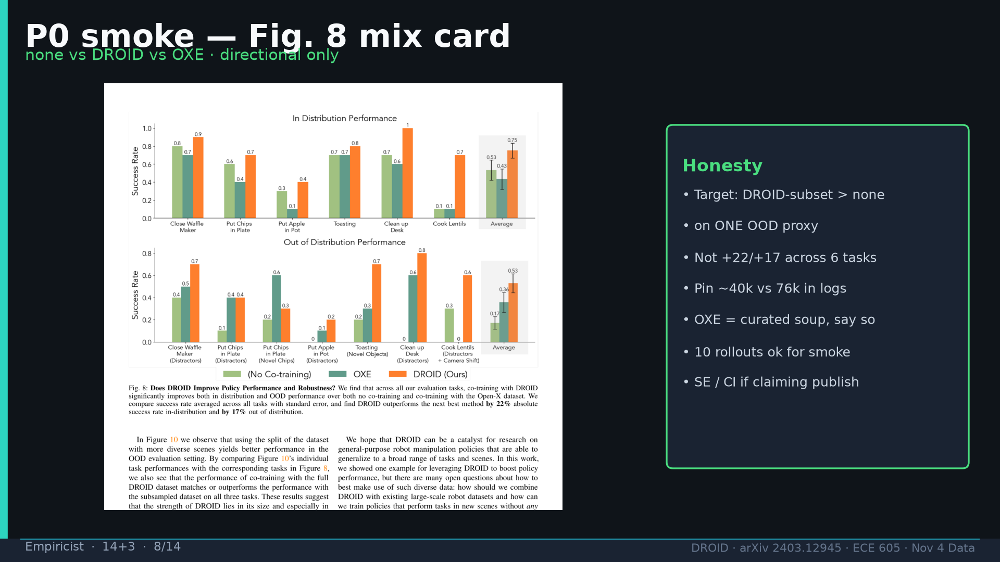 P0 smoke — Fig. 8 mix card
none vs DROID vs OXE · directional only
In Distribution Performance
Success Rate
1.0
0.8
0.6
0.4
0.2
0.0
0.8 0.7 0.9
0.6 0.4 0.7
0.3 0.1 0.4
0.7 0.7 0.8
0.7 0.6 1
0.1 0.1 0.7
0.53 0.43 0.75
Close Waffle Maker
Put Chips in Plate
Put Apple in Pot
Toasting
Clean up Desk
Cook Lentils
Average
Out of Distribution Performance
Success Rate
0.8
0.6
0.4
0.2
0.0
0.4 0.5 0.7
0.1 0.4 0.4
0.2 0.6 0.3
0 0.1 0.2
0.2 0.3 0.7
0 0.6 0.8
0.3 0 0.6
0.17 0.36 0.53
Close Waffle Maker (Distractors)
Put Chips in Plate (Distractors)
Put Chips in Plate (Novel Chips)
Put Apple in Pot (Distractors)
Toasting (Novel Objects)
Clean up Desk (Distractors)
Cook Lentils (Distractors + Camera Shift)
Average
(No Co-training) OXE DROID (Ours)
Fig. 8: Does DROID Improve Policy Performance and Robustness? We find that across all our evaluation tasks, co-training with DROID
significantly improves both in distribution and OOD performance over both no co-training and co-training with the Open-X dataset. We
compare success rate averaged across all tasks with standard error, and find DROID outperforms the next best method by 22% absolute
success rate in-distribution and by 17% out of distribution.
In Figure 10 we observe that using the split of the dataset
with more diverse scenes yields better performance in the
OOD evaluation setting. By comparing Figure 10's individual
task performances with the corresponding tasks in Figure 8,
we also see that the performance of co-training with the full
DROID dataset matches or outperforms the performance with
the subsampled dataset on all three tasks. These results suggest
that the strength of DROID lies in its size and especially in
We hope that DROID can be a catalyst for research on
general-purpose robot manipulation policies that are able to
generalize to a broad range of tasks and scenes. In this work,
we showed one example for leveraging DROID to boost policy
performance, but there are many open questions about how to
best make use of such diverse data: how should we combine
DROID with existing large-scale robot datasets and how can
we train policies that perform tasks in new scenes without any
Honesty
• Target: DROID-subset > none
• on ONE OOD proxy
• Not +22/+17 across 6 tasks
• Pin ~40k vs 76k in logs
• OXE = curated soup, say so
• 10 rollouts ok for smoke
• SE / CI if claiming publish
Empiricist · 14+3 · 8/14
DROID · arXiv 2403.12945 · ECE 605 · Nov 4 Data